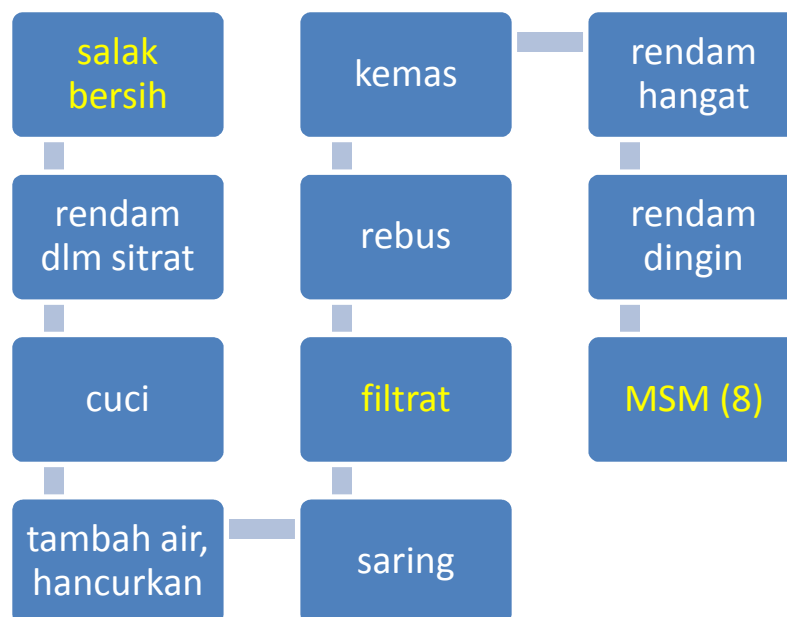 salak
bersih
rendam
dlm sitrat
cuci
tambah air,
hancurkan
saring
filtrat
rebus
kemas
rendam
hangat
rendam
dingin
MSM (8)